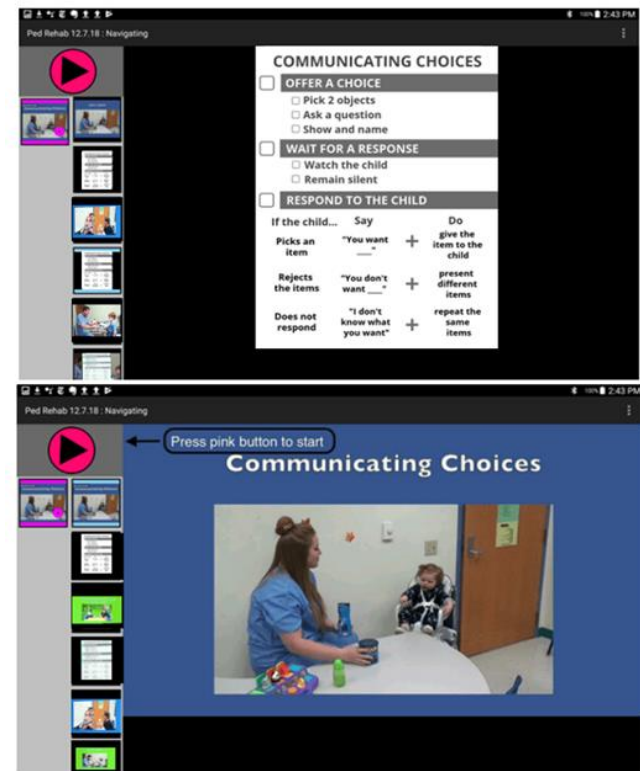 100% 2:43 PM
Ped Rehab 12.7.18 : Navigating
COMMUNICATING CHOICES
OFFER A CHOICE
Pick 2 objects
Ask a question
Show and name
WAIT FOR A RESPONSE
Watch the child
Remain silent
RESPOND TO THE CHILD
If the child... Say Do
Picks an item "You want ___" + give the item to the child
Rejects the items "You don't want ___" + present different items
Does not respond "I don't know what you want" + repeat the same items
100% 2:43 PM
Ped Rehab 12.7.18 : Navigating
Press pink button to start
Communicating Choices